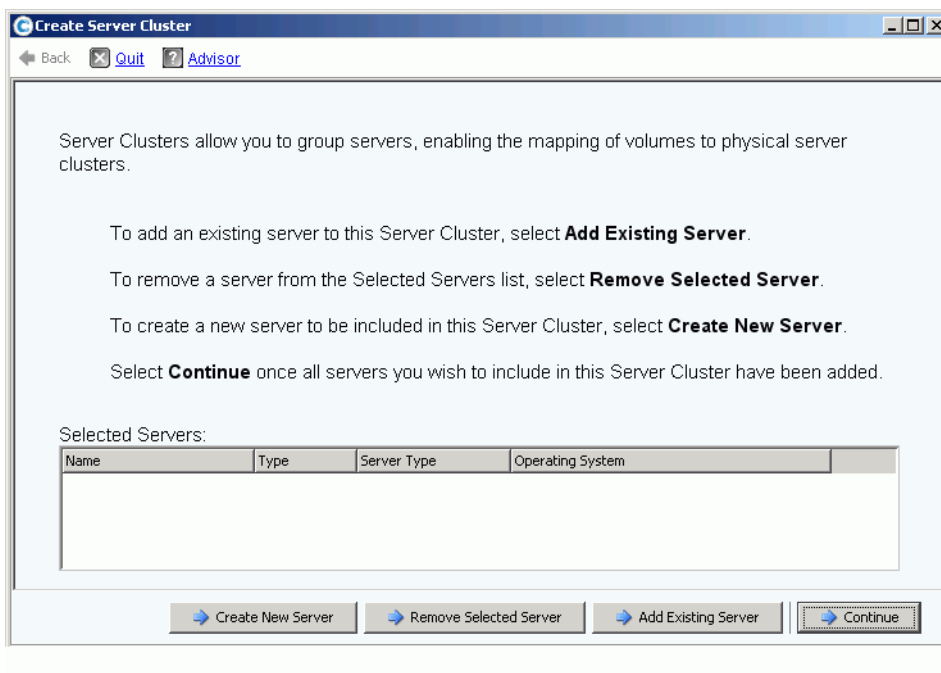 Create Server Cluster
Back Quit Advisor
Server Clusters allow you to group servers, enabling the mapping of volumes to physical server
clusters.
To add an existing server to this Server Cluster, select Add Existing Server.
To remove a server from the Selected Servers list, select Remove Selected Server.
To create a new server to be included in this Server Cluster, select Create New Server.
Select Continue once all servers you wish to include in this Server Cluster have been added.
Selected Servers:
Name Type Server Type Operating System
Create New Server Remove Selected Server Add Existing Server Continue